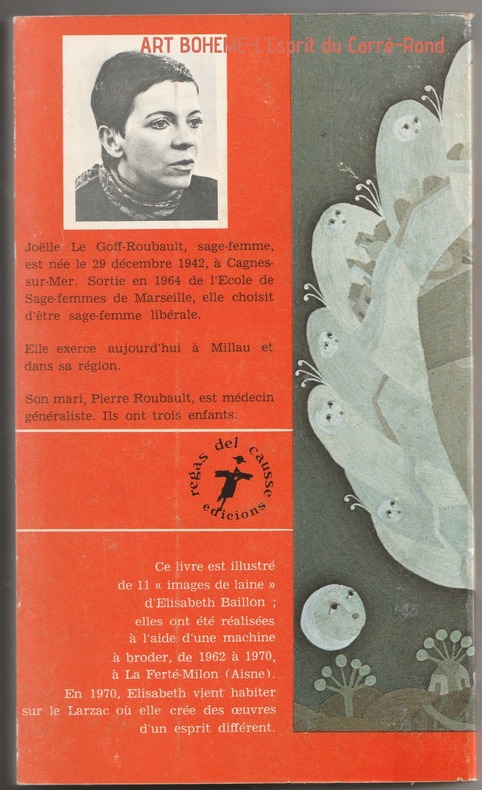 ART BOHEME-L'Esprit du Carré-Rond
Joëlle Le Goff-Roubault, sage-femme,
est née le 29 décembre 1942, à Cagnes-
sur-Mer. Sortie en 1964 de l'Ecole de
Sage-femmes de Marseille, elle choisit
d'être sage-femme libérale.
Elle exerce aujourd'hui à Millau et
dans sa région.
Son mari, Pierre Roubault, est médecin
généraliste. Ils ont trois enfants.
regas del causse
edicions
Ce livre est illustré
de 11 « images de laine »
d'Elisabeth Baillon ;
elles ont été réalisées
à l'aide d'une machine
à broder, de 1962 à 1970,
à La Ferté-Milon (Aisne).
En 1970, Elisabeth vient habiter
sur le Larzac où elle crée des œuvres
d'un esprit différent.